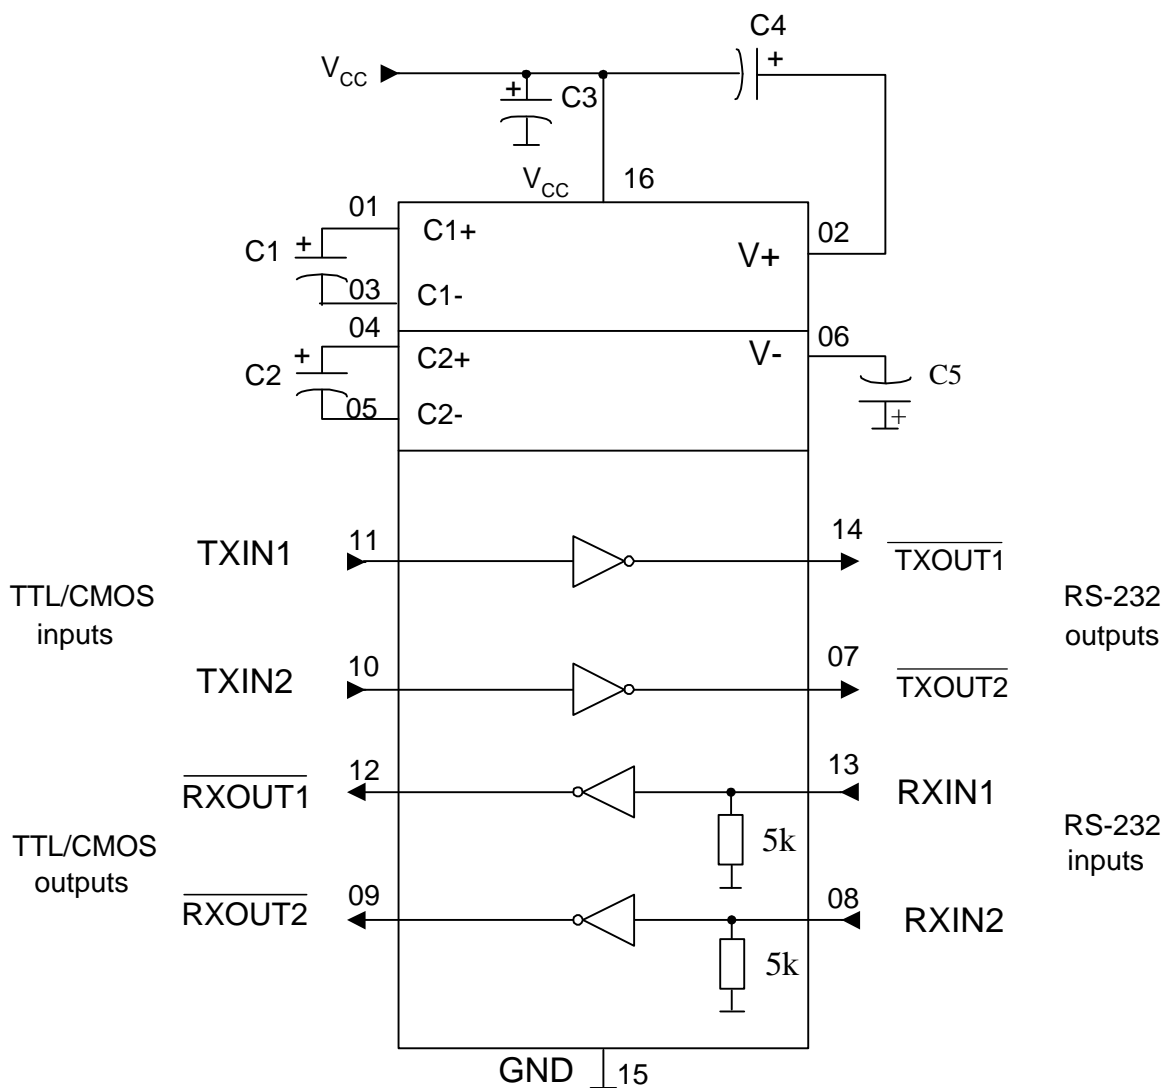 C4
+
VCC
+
C3
VCC
16
01
C1+
02
C1
+
V+
03
C1-
04
06
V-
C2
+
C2+
C5
05
C2-
+
TXIN1
11
14
TXOUT1
TTL/CMOS
inputs
RS-232
outputs
TXIN2
10
07
TXOUT2
RXOUT1
12
13
RXIN1
TTL/CMOS
outputs
5k
RS-232
inputs
RXOUT2
09
08
RXIN2
5k
GND
15